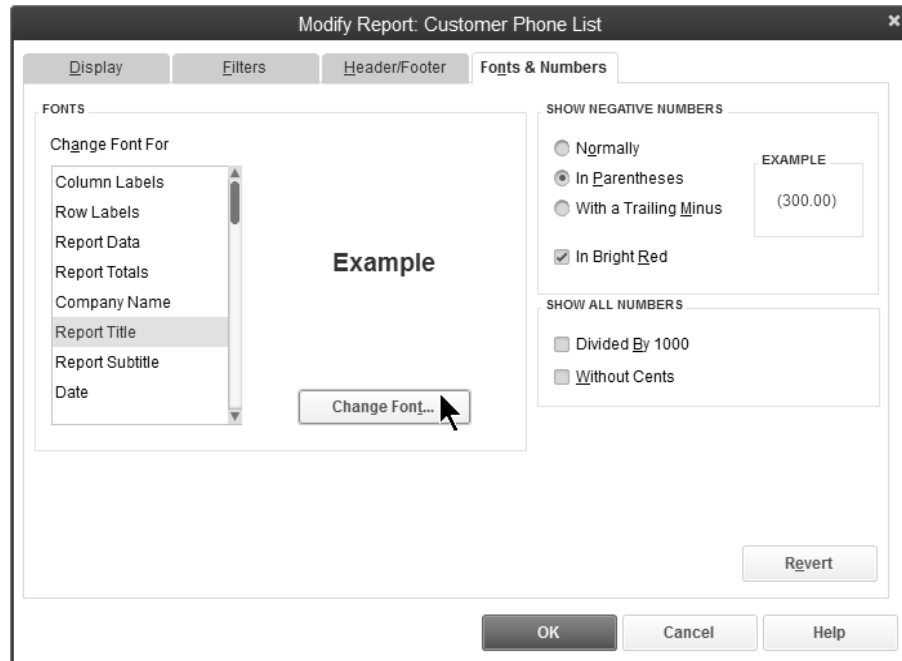 Modify Report: Customer Phone List
Display
Filters
Header/Footer
Fonts & Numbers
FONTS
Change Font For
Column Labels
Row Labels
Report Data
Report Totals
Company Name
Report Title
Report Subtitle
Date
Example
Change Font...
SHOW NEGATIVE NUMBERS
Normally
In Parentheses
With a Trailing Minus
In Bright Red
EXAMPLE
(300.00)
SHOW ALL NUMBERS
Divided By 1000
Without Cents
Revert
OK
Cancel
Help